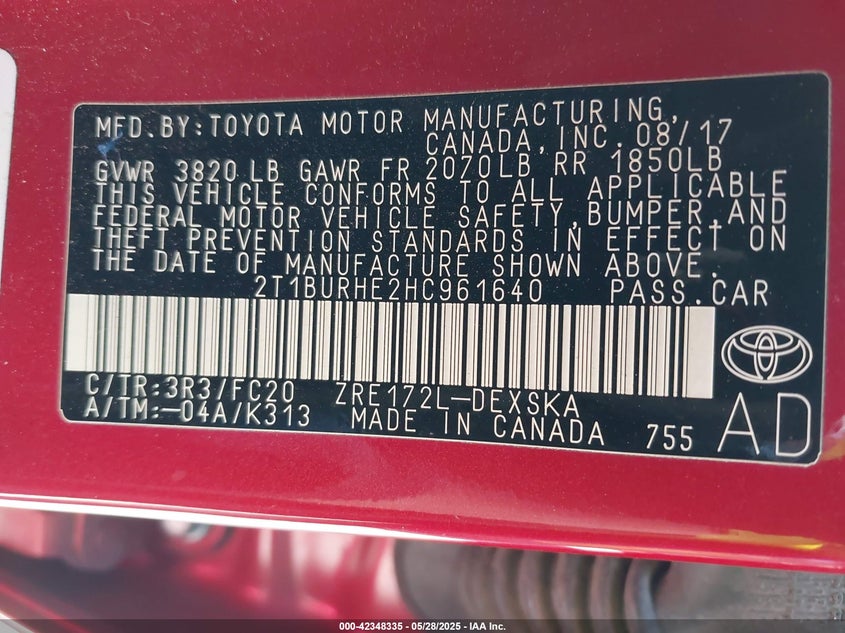 MFD.BY:TOYOTA MOTOR MANUFACTURING,
CANADA,INC.08/17
GVWR 3820LB GAWR FR 2070LB RR 1850LB
THIS VEHICLE CONFORMS TO ALL APPLICABLE
FEDERAL MOTOR VEHICLE SAFETY,BUMPER,AND
THEFT PREVENTION STANDARDS IN EFFECT ON
THE DATE OF MANUFACTURE SHOWN ABOVE.
2T1BURHE2HC961640 PASS.CAR
C/TR:3R3/FC20 ZRE172L-DEXSKA
A/TM:-04A/K313 MADE IN CANADA 755 AD
000-42348335 - 05/28/2025 - IAA Inc.